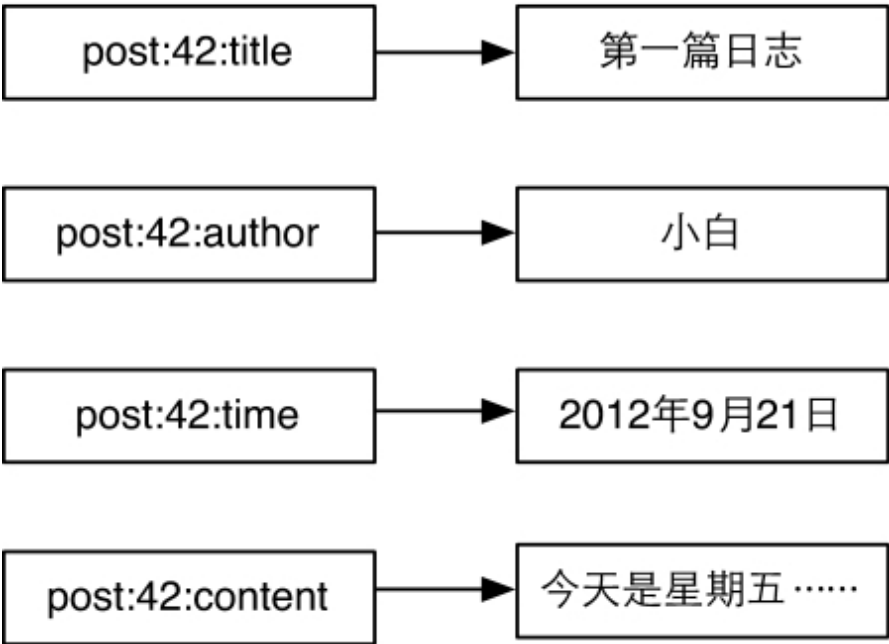 post:42:title
第一篇日志
post:42:author
小白
post:42:time
2012年9月21日
post:42:content
今天是星期五……